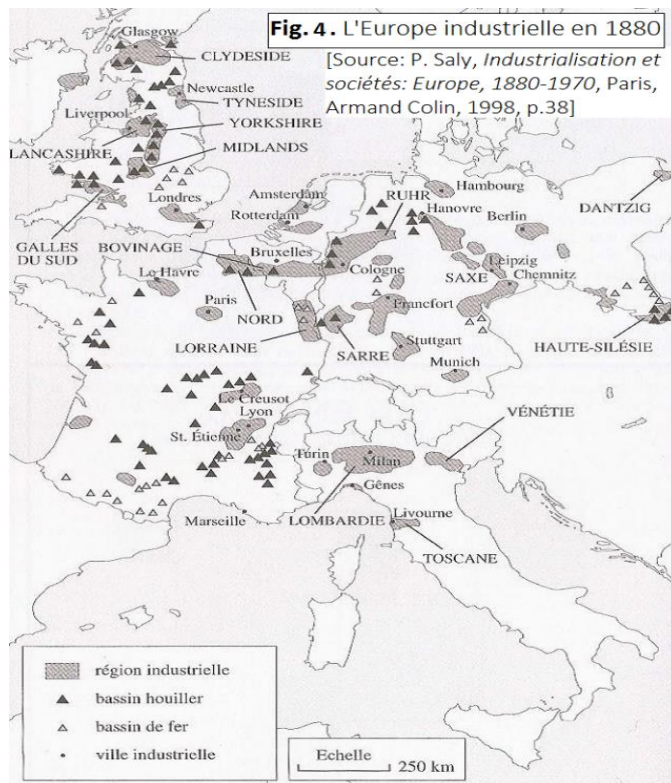 Fig. 4. L'Europe industrielle en 1880
[Source: P. Saly, Industrialisation et
sociétés: Europe, 1880-1970, Paris,
Armand Colin, 1998, p.38]
Glasgow
CLYDESIDE
Newcastle
TYNESIDE
Liverpool
YORKSHIRE
LANCASHIRE
MIDLANDS
Londres
GALLES
DU SUD
Amsterdam
Rotterdam
RUHR
Hambourg
Hanovre
Berlin
DANTZIG
BOVINAGE
Bruxelles
Cologne
SAXE
Leipzig
Chemnitz
Le Havre
Paris
NORD
LORRAINE
Francfort
SARRE
Stuttgart
Munich
HAUTE-SILÉSIE
Le Creusot
Lyon
St. Étienne
VÉNÉTIE
Turin
Milan
Gênes
LOMBARDIE
Marseille
Livourne
TOSCANE
région industrielle
bassin houiller
bassin de fer
ville industrielle
Echelle
250 km